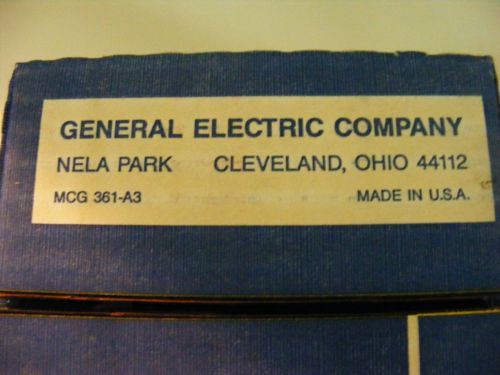 GENERAL ELECTRIC COMPANY
NELA PARK CLEVELAND, OHIO 44112
MCG 361-A3 MADE IN U.S.A.